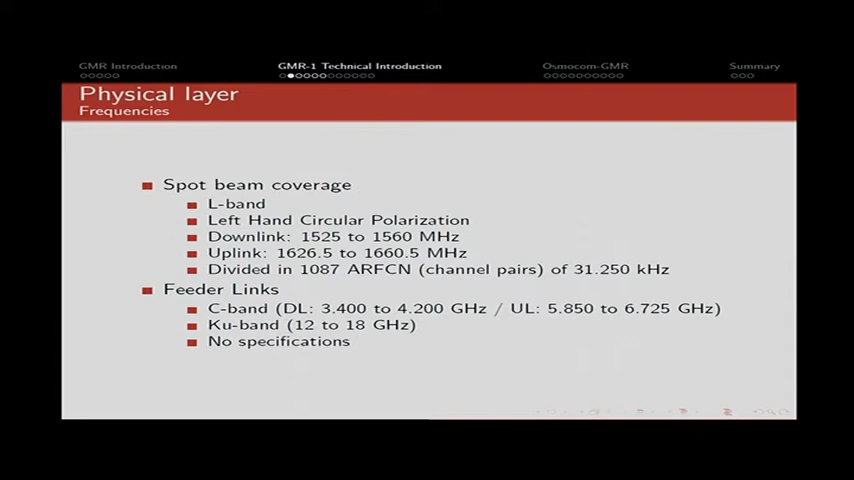 GMR Introduction
GMR-1 Technical Introduction
Osmocom-GMR
Summary
Physical layer
Frequencies
Spot beam coverage
L-band
Left Hand Circular Polarization
Downlink: 1525 to 1560 MHz
Uplink: 1626.5 to 1660.5 MHz
Divided in 1087 ARFCN (channel pairs) of 31.250 kHz
Feeder Links
C-band (DL: 3.400 to 4.200 GHz / UL: 5.850 to 6.725 GHz)
Ku-band (12 to 18 GHz)
No specifications